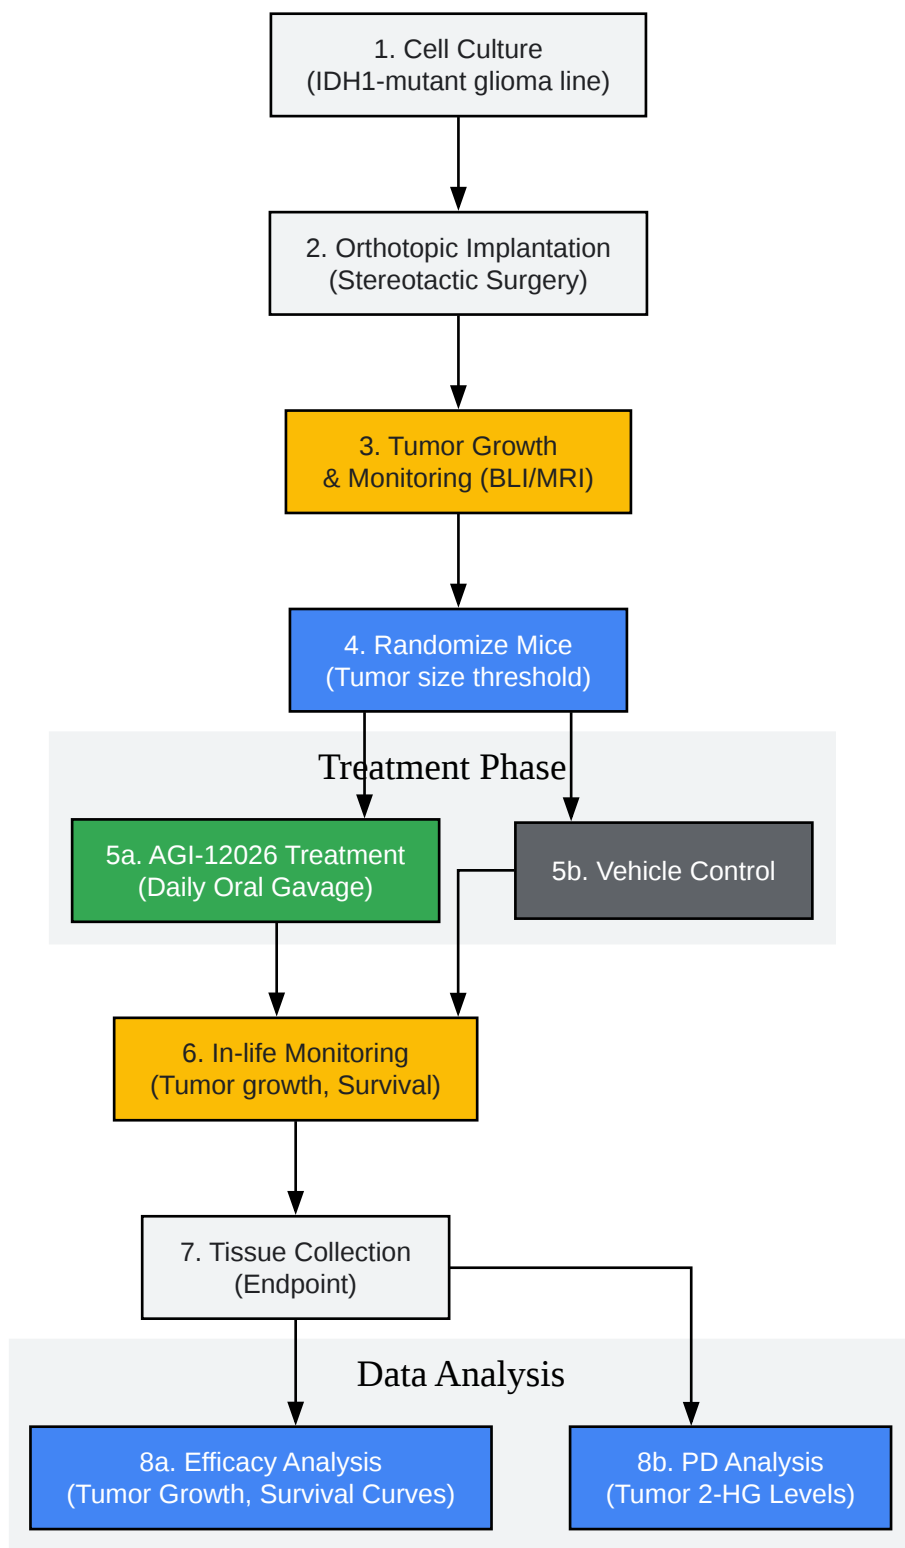 1. Cell Culture
(IDH1-mutant glioma line)
2. Orthotopic Implantation
(Stereotactic Surgery)
3. Tumor Growth
& Monitoring (BLI/MRI)
4. Randomize Mice
(Tumor size threshold)
Treatment Phase
5a. AGI-12026 Treatment
(Daily Oral Gavage)
5b. Vehicle Control
6. In-life Monitoring
(Tumor growth, Survival)
7. Tissue Collection
(Endpoint)
Data Analysis
8a. Efficacy Analysis
(Tumor Growth, Survival Curves)
8b. PD Analysis
(Tumor 2-HG Levels)